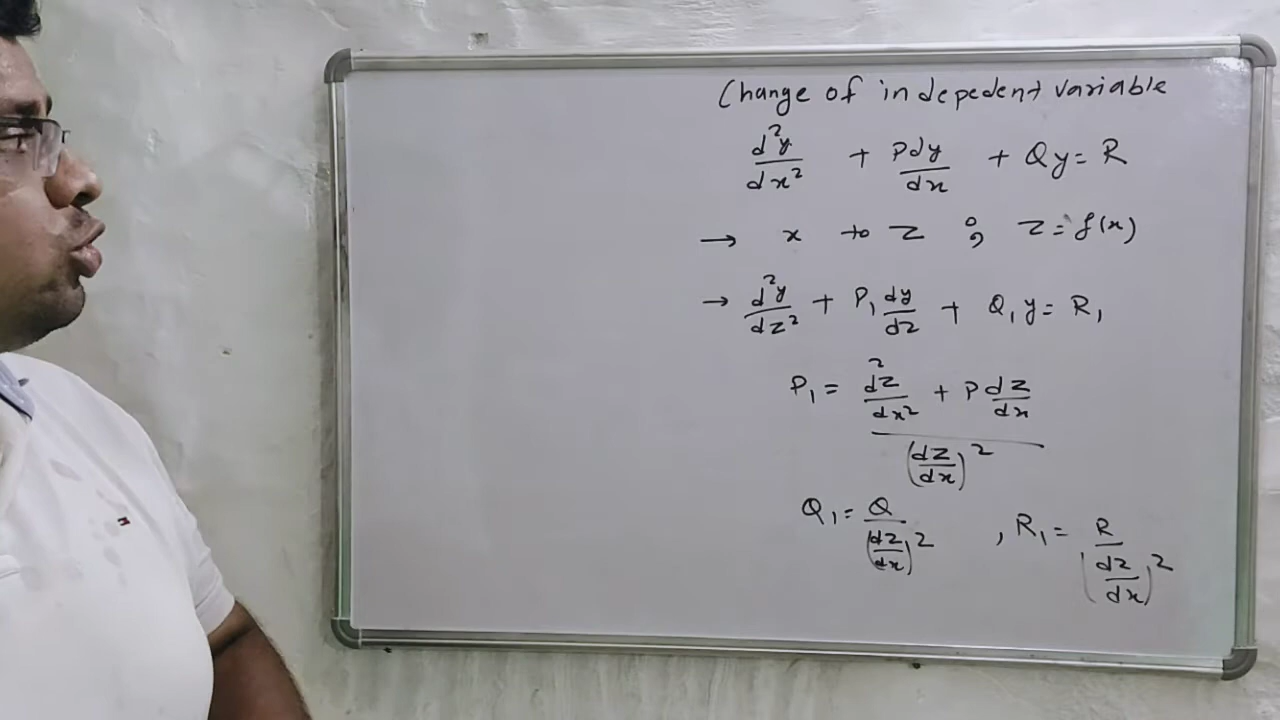 Change of indepedent variable
d²y/dx² + P dy/dx + Qy = R
→ x to z ; z = f(x)
→ d²y/dz² + P₁ dy/dz + Q₁y = R₁
P₁ = (d²z/dx² + P dz/dx) / (dz/dx)²
Q₁ = Q/(dz/dx)² , R₁ = R/(dz/dx)²